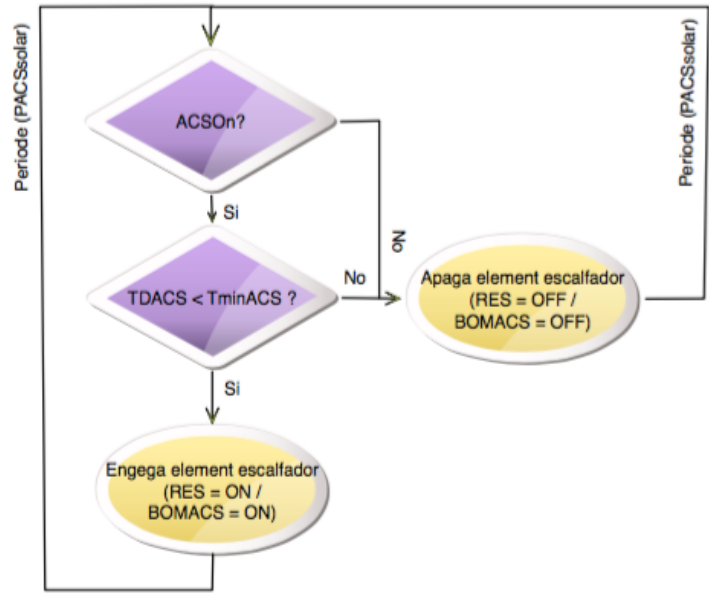 Periode (PACSsolar)
Periode (PACSsolar)
ACSOn?
Si
No
TDACS < TminACS ?
No
Apaga element escalfador
(RES = OFF /
BOMACS = OFF)
Si
Engega element escalfador
(RES = ON /
BOMACS = ON)